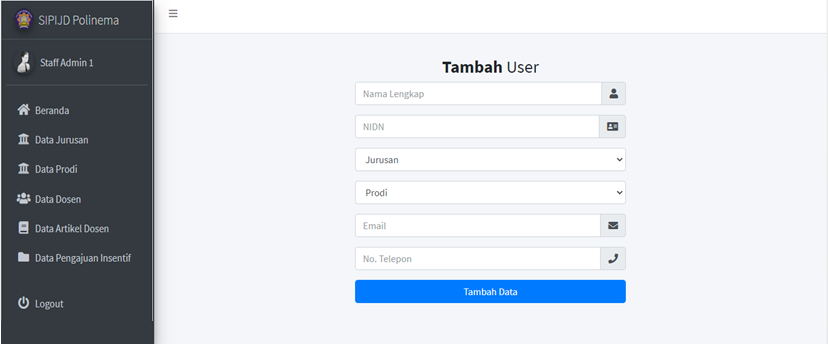 SIPIJD Polinema
Staff Admin 1
Beranda
Data Jurusan
Data Prodi
Data Dosen
Data Artikel Dosen
Data Pengajuan Insentif
Logout
Tambah User
Nama Lengkap
NIDN
Jurusan
Prodi
Email
No. Telepon
Tambah Data